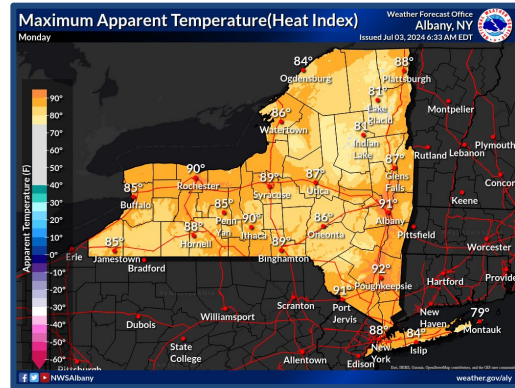 Maximum Apparent Temperature(Heat Index)
Monday
Weather Forecast Office
Albany, NY
Issued Jul 03, 2024 6:33 AM EDT
Apparent Temperature (F)
90°
80°
70°
60°
50°
40°
30°
20°
10°
0°
-10°
-20°
-30°
-40°
-50°
-60°
84°
Ogdensburg
88°
Plattsburgh
81°
Lake
Placid
Montpelier
86°
Watertown
Indian
Lake
Plymouth
Rutland
Lebanon
87°
Glens
Falls
Concor
90°
Rochester
89°
Syracuse
87°
Utica
Keene
85°
Buffalo
85°
Penn
Yan
91°
Albany
88°
Hornell
90°
Ithaca
86°
Oneonta
Pittsfield
85°
Jamestown
Erie
89°
Binghamton
Worcester
Bradford
92°
Poughkeepsie
Hartford
Provide
91°
Port
Jervis
Scranton
Williamsport
Dubois
New
Haven
79°
Montauk
88°
New
York
84°
Islip
State
College
Allentown
Edison
Pittsburgh
NWSAlbany
weather.gov/aly